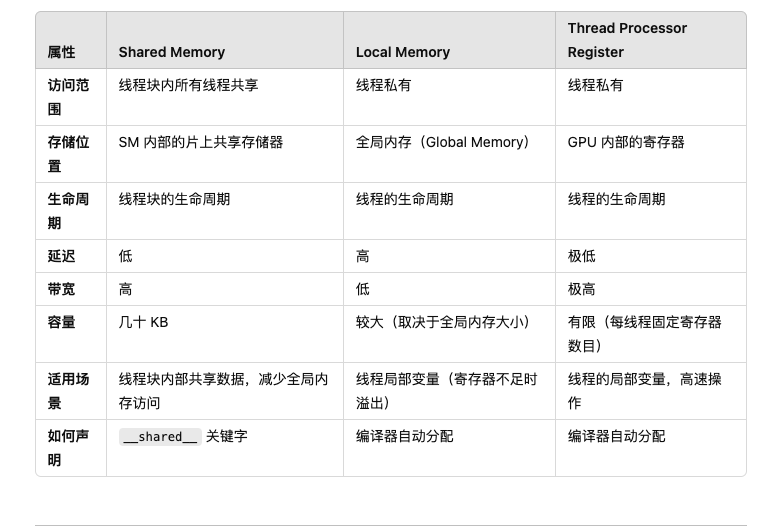 属性 Shared Memory Local Memory Thread Processor Register
访问范围 线程块内所有线程共享 线程私有 线程私有
存储位置 SM 内部的片上共享存储器 全局内存（Global Memory） GPU 内部的寄存器
生命周期 线程块的生命周期 线程的生命周期 线程的生命周期
延迟 低 高 极低
带宽 高 低 极高
容量 几十 KB 较大（取决于全局内存大小） 有限（每线程固定寄存器数目）
适用场景 线程块内部共享数据，减少全局内存访问 线程局部变量（寄存器不足时溢出） 线程的局部变量，高速操作
如何声明 __shared__ 关键字 编译器自动分配 编译器自动分配